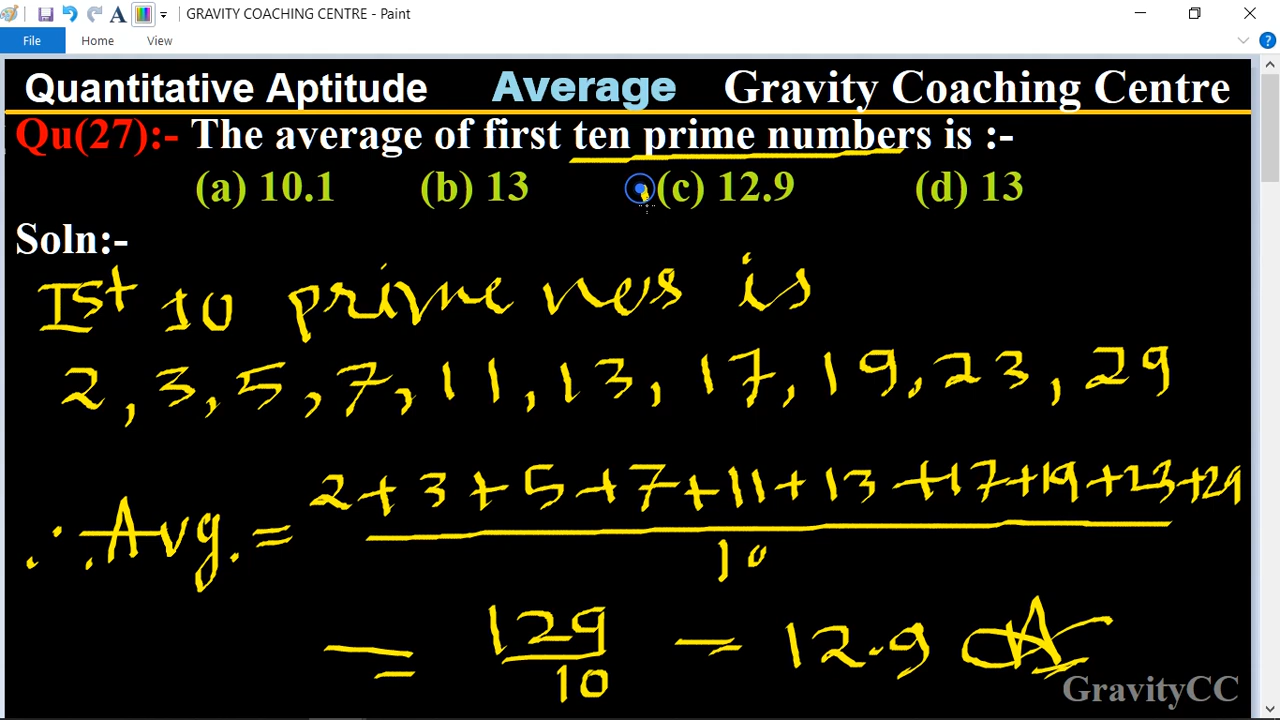 GRAVITY COACHING CENTRE - Paint
File Home View
Quantitative Aptitude Average Gravity Coaching Centre
Qu(27):- The average of first ten prime numbers is :-
(a) 10.1 (b) 13 (c) 12.9 (d) 13
Soln:-
Ist 10 prime nos is
2, 3, 5, 7, 11, 13, 17, 19, 23, 29
2 + 3 + 5 + 7 + 11 + 13 + 17 + 19 + 23 + 29
∴ Avg. =
10
= 129/10 = 12.9
GravityCC